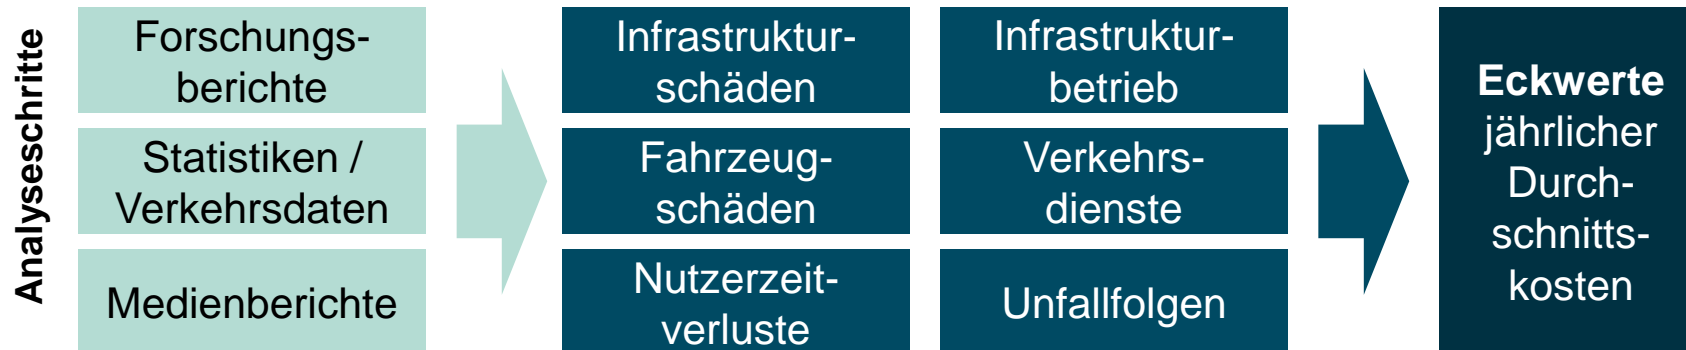 Analyseschritte
Forschungs-
berichte
Statistiken /
Verkehrsdaten
Medienberichte
Infrastruktur-
schäden
Fahrzeug-
schäden
Nutzerzeit-
verluste
Infrastruktur-
betrieb
Verkehrs-
dienste
Unfallfolgen
Eckwerte
jährlicher
Durch-
schnitts-
kosten